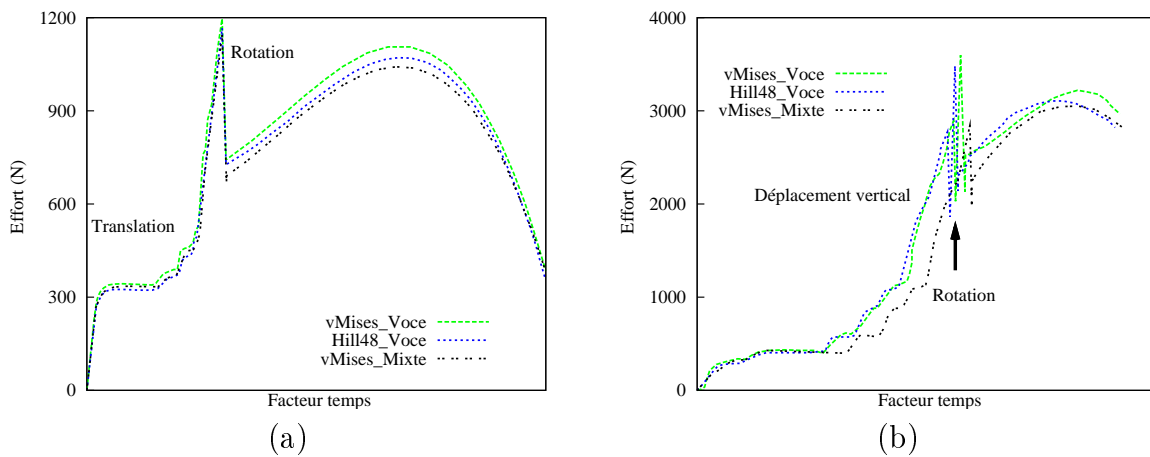 1200
900
600
300
0
Effort (N)
Rotation
Translation
vMises_Voce
Hill48_Voce
vMises_Mixte
Facteur temps
(a)
4000
3000
2000
1000
0
Effort (N)
vMises_Voce
Hill48_Voce
vMises_Mixte
Déplacement vertical
Rotation
Facteur temps
(b)